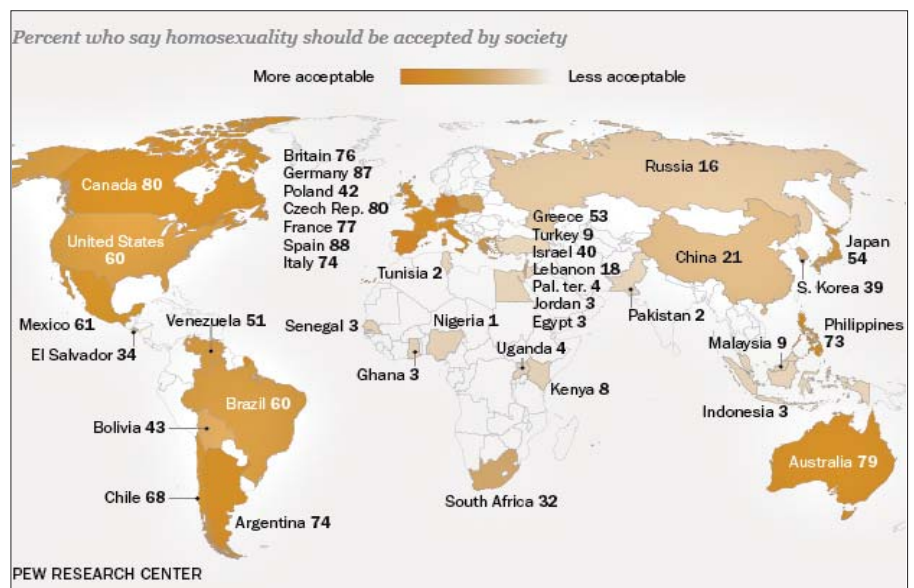 Percent who say homosexuality should be accepted by society
More acceptable
Less acceptable
Canada 80
United States
60
Mexico 61
El Salvador 34
Venezuela 51
Brazil 60
Bolivia 43
Chile 68
Argentina 74
Britain 76
Germany 87
Poland 42
Czech Rep. 80
France 77
Spain 88
Italy 74
Tunisia 2
Senegal 3
Ghana 3
Nigeria 1
Uganda 4
Kenya 8
South Africa 32
Greece 53
Turkey 9
Israel 40
Lebanon 18
Pal. ter. 4
Jordan 3
Egypt 3
Russia 16
China 21
Pakistan 2
Japan
54
S. Korea 39
Philippines
73
Malaysia 9
Indonesia 3
Australia 79
PEW RESEARCH CENTER